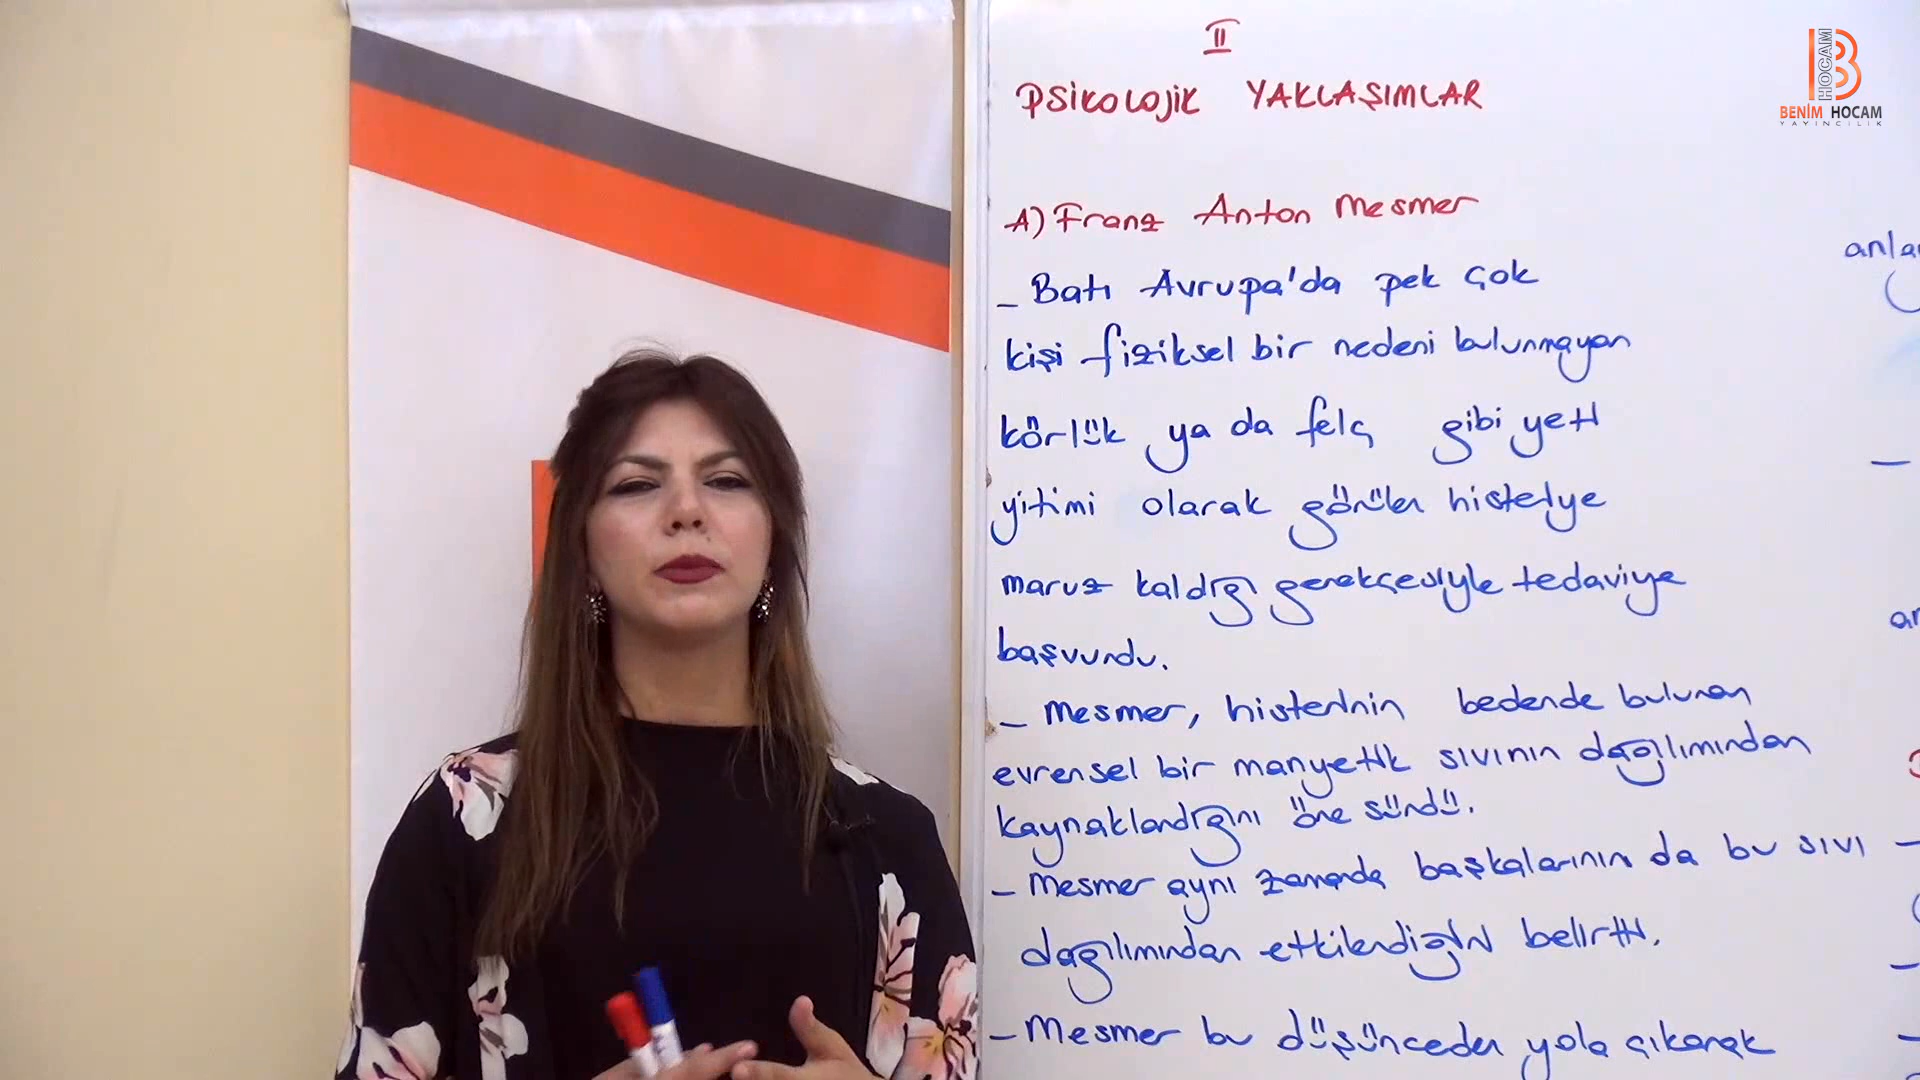 II
PSİKOLOJİK YAKLAŞIMLAR
A) Franz Anton Mesmer
- Batı Avrupa'da pek çok
kişi fiziksel bir nedeni bulunmayan
körlük ya da felç gibi yeti
yitimi olarak görülen histeriye
maruz kaldığı gerekçesiyle tedaviye
başvurdu.
- Mesmer, histerinin bedende bulunan
evrensel bir manyetik sıvının dağılımından
kaynaklandığını öne sürdü.
- Mesmer aynı zamanda başkalarının da bu sıvı
dağılımından etkilendiğini belirtti.
- Mesmer bu düşünceden yola çıkarak
HOCAM
B
BENİM HOCAM
YAYINCILIK